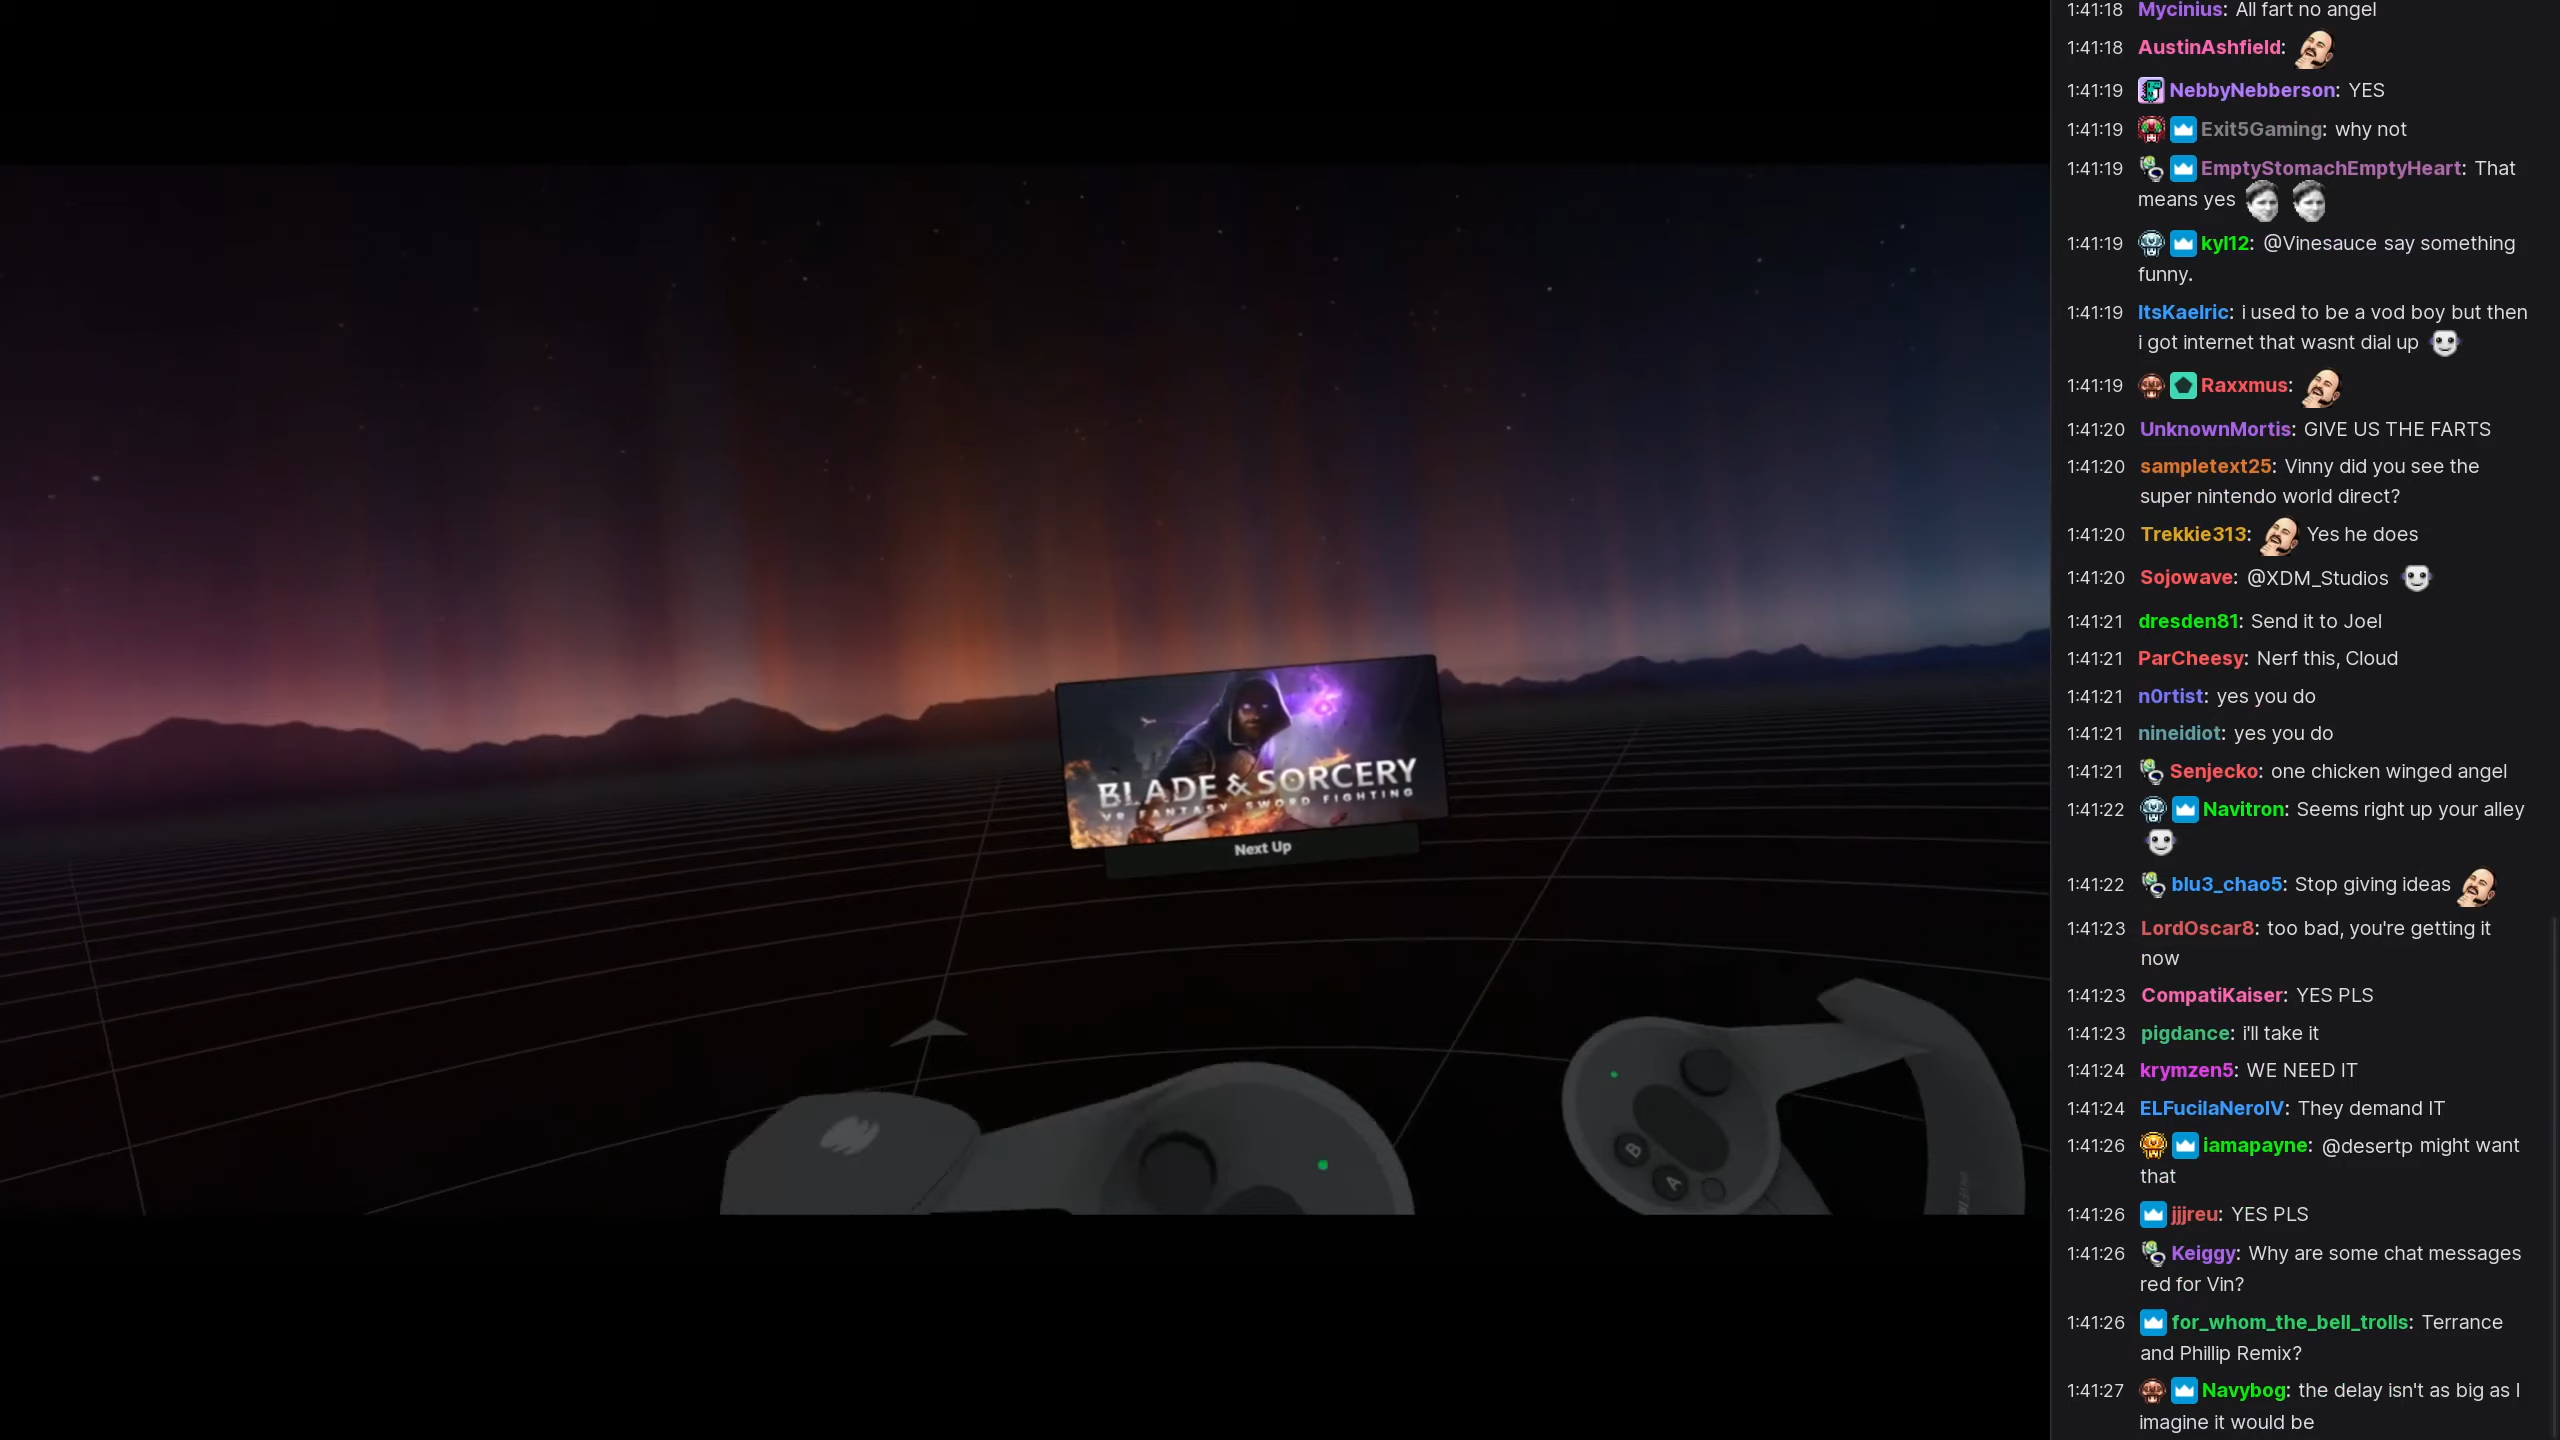 BLADE & SORCERY
VR FANTASY SWORD FIGHTING
Next Up
B
A
1:41:18 Mycinius: All fart no angel
1:41:18 AustinAshfield:
1:41:19 NebbyNebberson: YES
1:41:19 Exit5Gaming: why not
1:41:19 EmptyStomachEmptyHeart: That
means yes
1:41:19 kyl12: @Vinesauce say something
funny.
1:41:19 ItsKaelric: i used to be a vod boy but then
i got internet that wasnt dial up
1:41:19 Raxxmus:
1:41:20 UnknownMortis: GIVE US THE FARTS
1:41:20 sampletext25: Vinny did you see the
super nintendo world direct?
1:41:20 Trekkie313: Yes he does
1:41:20 Sojowave: @XDM_Studios
1:41:21 dresden81: Send it to Joel
1:41:21 ParCheesy: Nerf this, Cloud
1:41:21 n0rtist: yes you do
1:41:21 nineidiot: yes you do
1:41:21 Senjecko: one chicken winged angel
1:41:22 Navitron: Seems right up your alley
1:41:22 blu3_chao5: Stop giving ideas
1:41:23 LordOscar8: too bad, you're getting it
now
1:41:23 CompatiKaiser: YES PLS
1:41:23 pigdance: i'll take it
1:41:24 krymzen5: WE NEED IT
1:41:24 ELFucilaNeroIV: They demand IT
1:41:26 iamapayne: @desertp might want
that
1:41:26 jjjreu: YES PLS
1:41:26 Keiggy: Why are some chat messages
red for Vin?
1:41:26 for_whom_the_bell_trolls: Terrance
and Phillip Remix?
1:41:27 Navybog: the delay isn't as big as I
imagine it would be